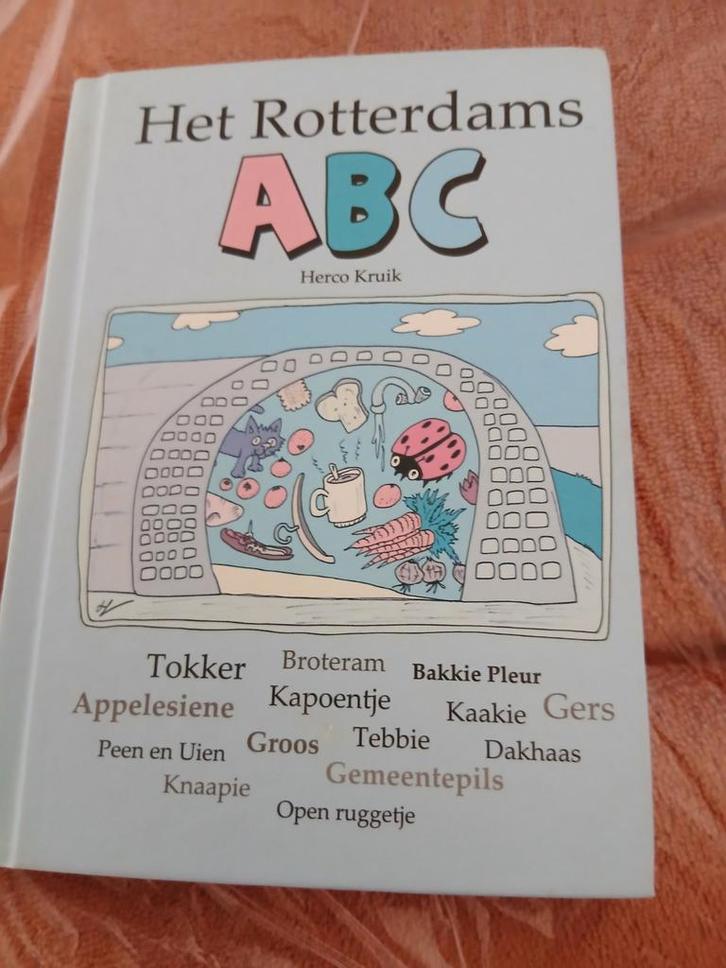 Het Rotterdams
ABC
Herco Kruik
Tokker Broteram Bakkie Pleur
Appelesiene Kapoentje Kaakie Gers
Peen en Uien Groos Tebbie Dakhaas
Knaapie Gemeentepils
Open ruggetje